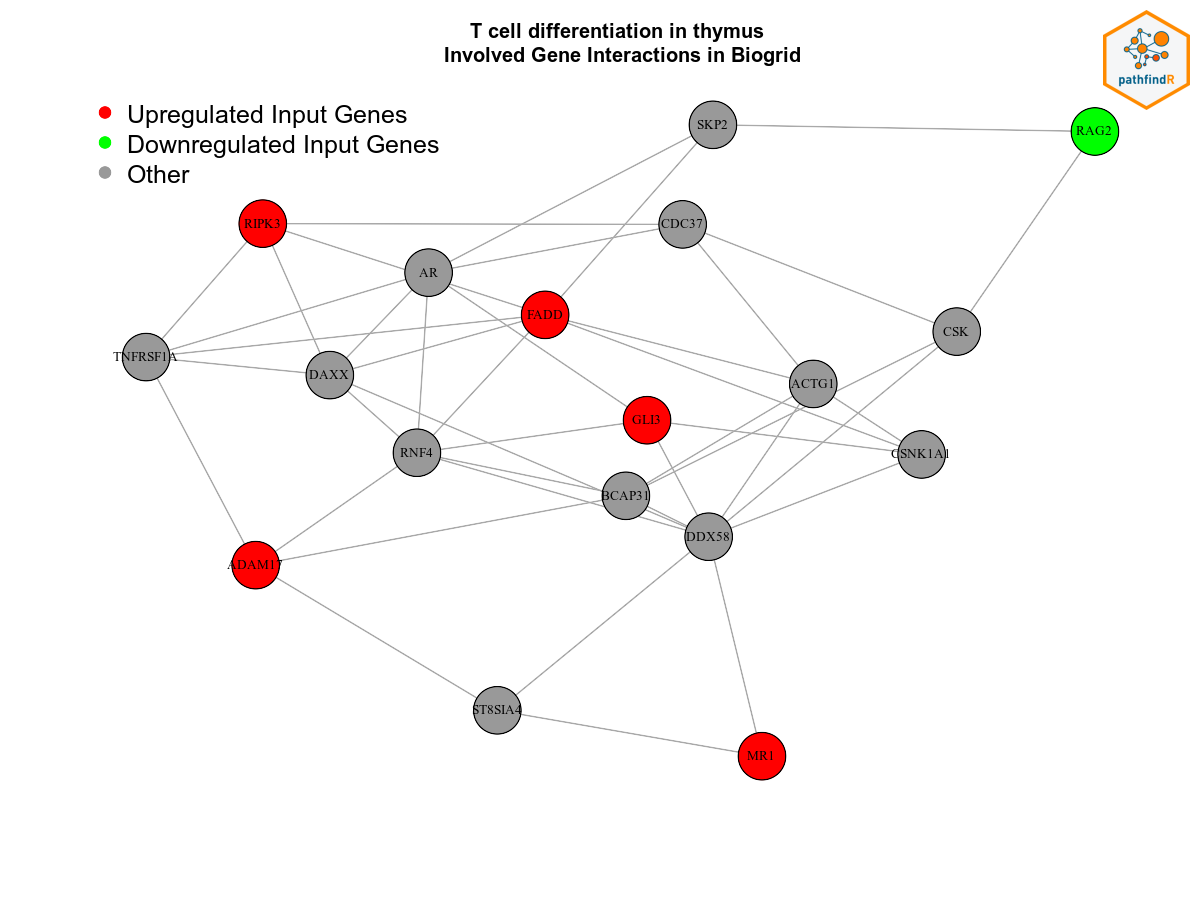 T cell differentiation in thymus
Involved Gene Interactions in Biogrid
pathfindR
Upregulated Input Genes
Downregulated Input Genes
Other
SKP2
RAG2
RIPK3
CDC37
AR
FADD
CSK
TNFRSF1A
DAXX
ACTG1
GLI3
RNF4
CSNK1A1
BCAP31
DDX58
ADAM17
ST8SIA4
MR1